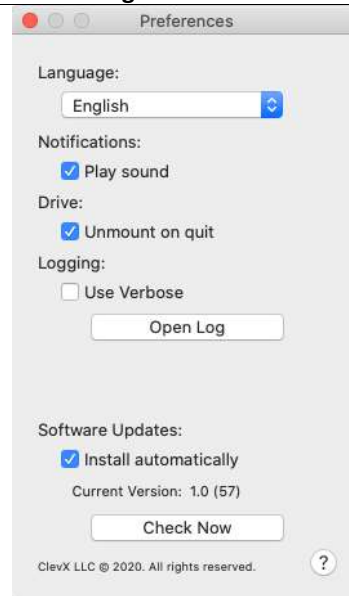 Preferences
Language:
English
Notifications:
Play sound
Drive:
Unmount on quit
Logging:
Use Verbose
Open Log
Software Updates:
Install automatically
Current Version: 1.0 (57)
Check Now
ClevX LLC © 2020. All rights reserved.
?